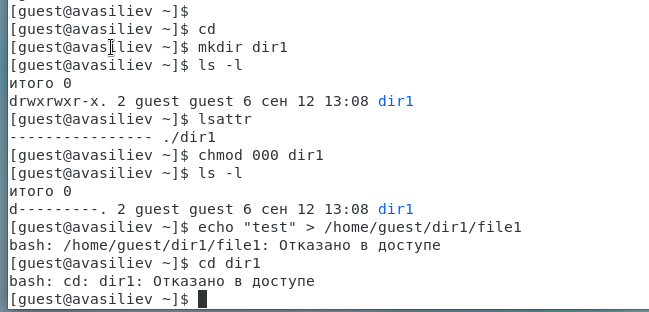 [guest@avasiliev ~]$
[guest@avasiliev ~]$ cd
[guest@avasiliev ~]$ mkdir dir1
[guest@avasiliev ~]$ ls -l
итого 0
drwxrwxr-x. 2 guest guest 6 сен 12 13:08 dir1
[guest@avasiliev ~]$ lsattr
---------------- ./dir1
[guest@avasiliev ~]$ chmod 000 dir1
[guest@avasiliev ~]$ ls -l
итого 0
d---------. 2 guest guest 6 сен 12 13:08 dir1
[guest@avasiliev ~]$ echo "test" > /home/guest/dir1/file1
bash: /home/guest/dir1/file1: Отказано в доступе
[guest@avasiliev ~]$ cd dir1
bash: cd: dir1: Отказано в доступе
[guest@avasiliev ~]$